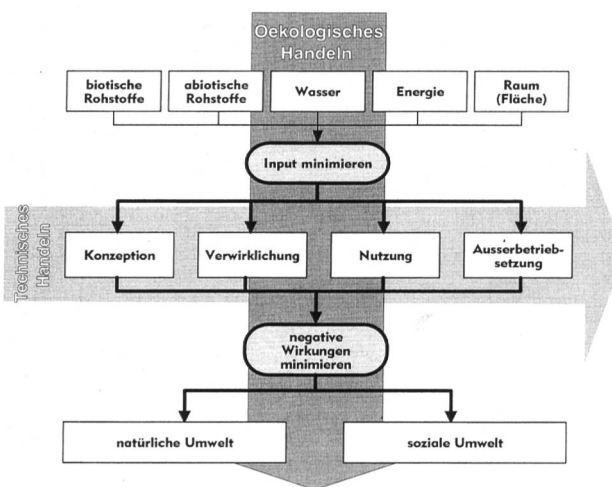 Oekologisches
Handeln
biotische
Rohstoffe
abiotische
Rohstoffe
Wasser
Energie
Raum
(Fläche)
Input minimieren
Technisches
Handeln
Konzeption
Verwirklichung
Nutzung
Ausserbetrieb-
setzung
negative
Wirkungen
minimieren
natürliche Umwelt
soziale Umwelt